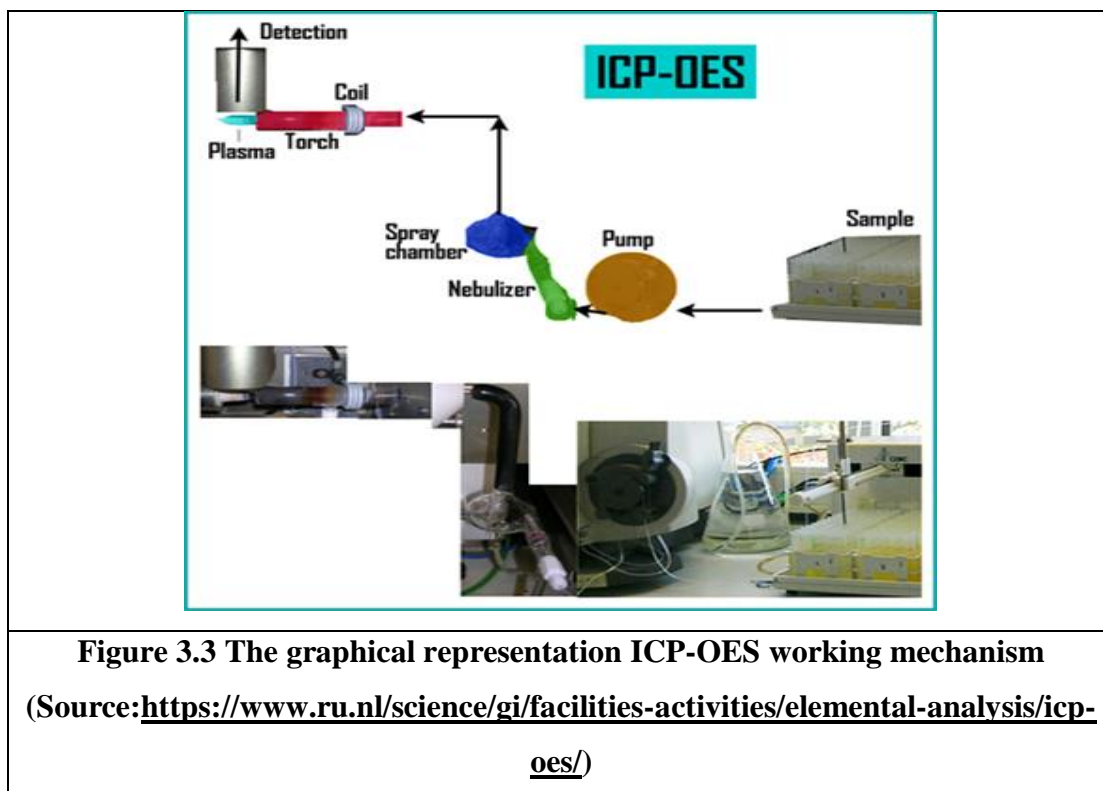 Detection
ICP-OES
Coil
Torch
Plasma
Sample
Spray
chamber
Pump
Nebulizer
Figure 3.3 The graphical representation ICP-OES working mechanism
(Source:https://www.ru.nl/science/gi/facilities-activities/elemental-analysis/icp-
oes/)